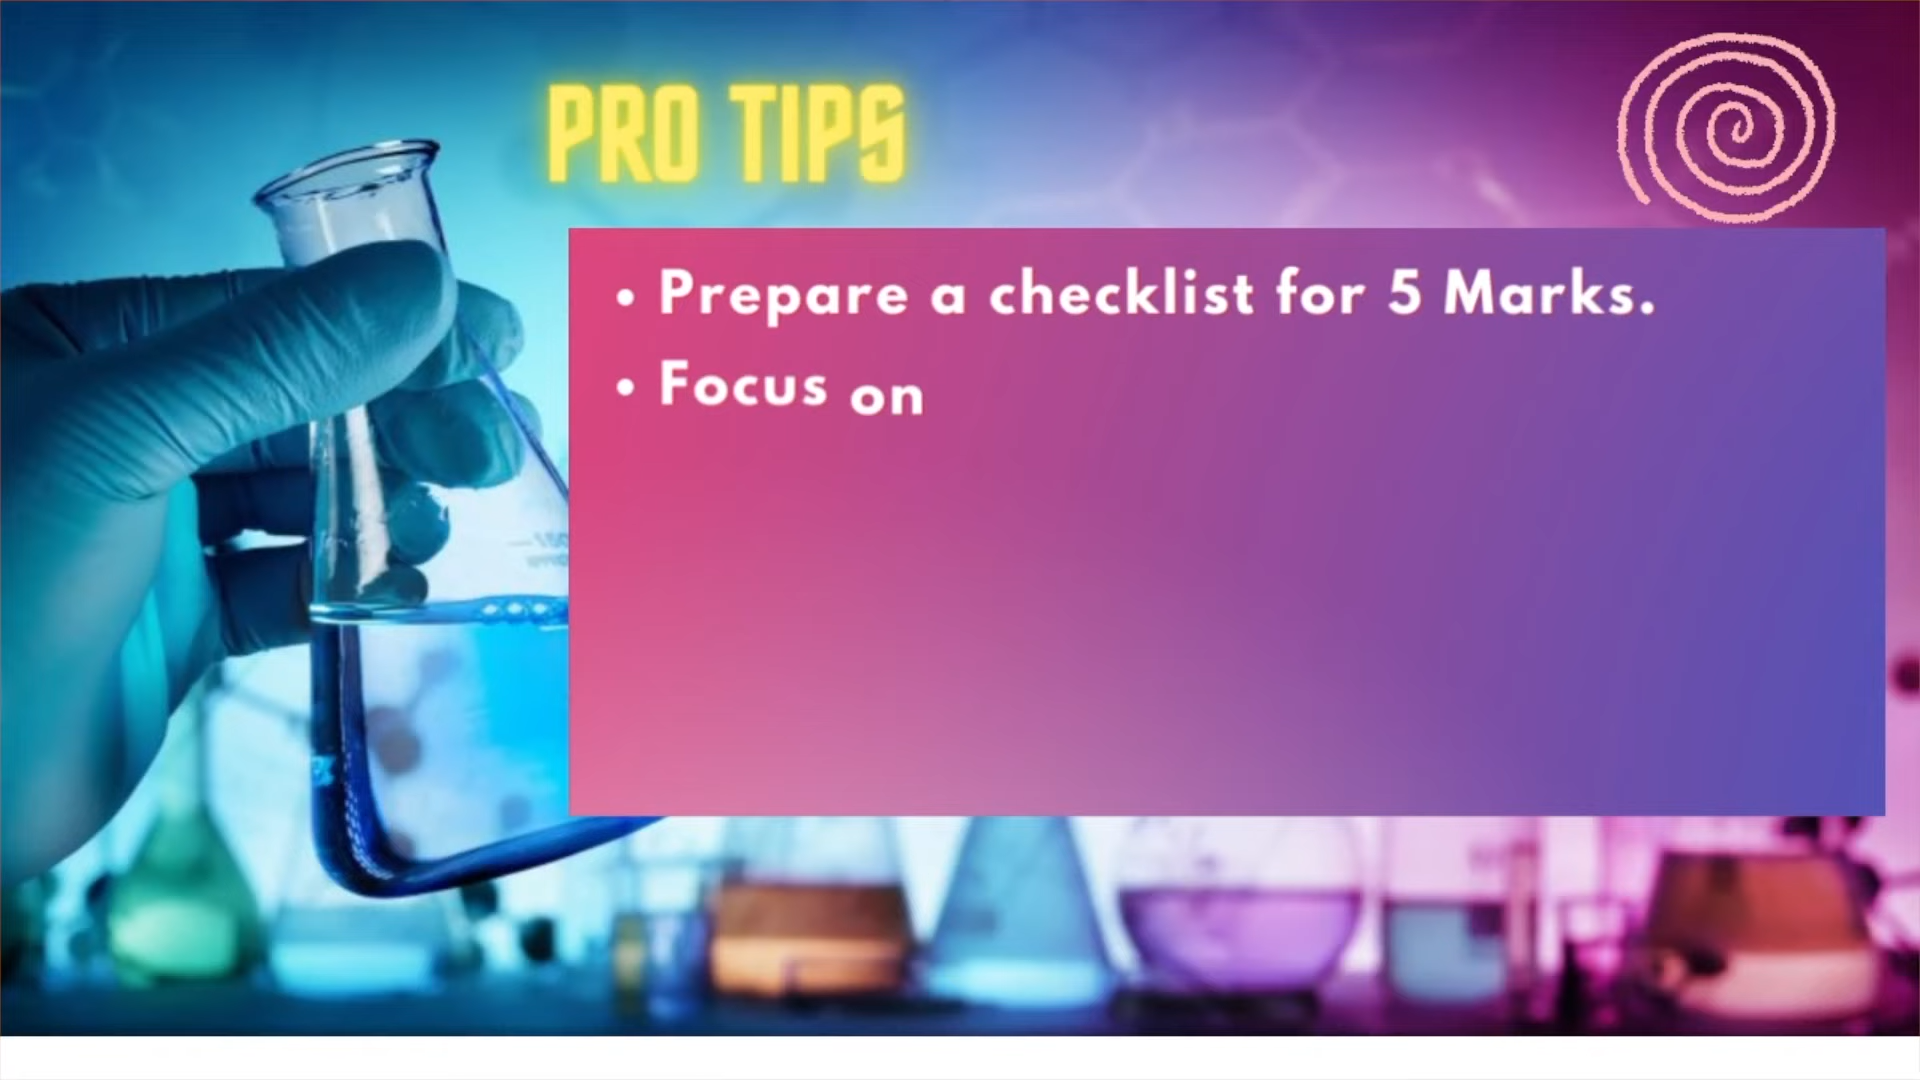 PRO TIPS
• Prepare a checklist for 5 Marks.
• Focus on